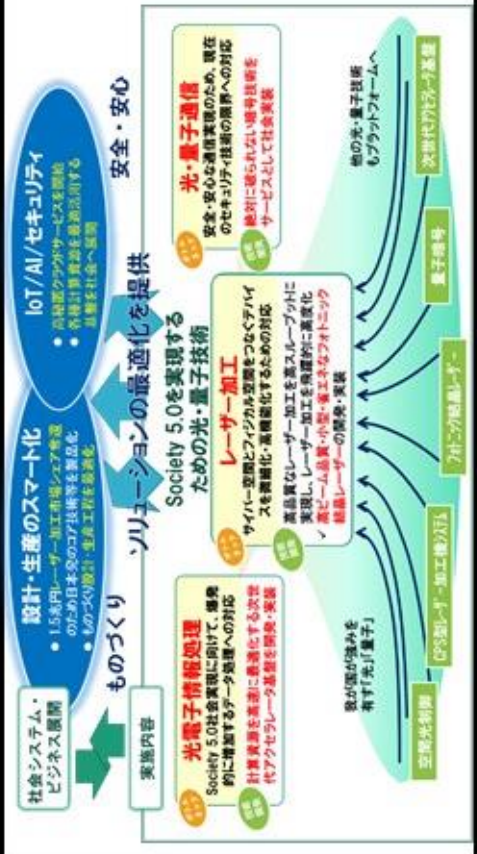 社会システム・
ビジネス展開
設計・生産のスマート化
● 1.5兆円レーザー加工市場シェア奪還
のため日本発のコア技術等を製品化
● ものづくり設計・生産工程を最適化
IoT/AI/セキュリティ
● 高秘匿クラウドサービスを開始
● 各種計算資源を最適活用する
基盤を社会へ展開
ものづくり
ソリューションの最適化を提供
安全・安心
実施内容
Society 5.0を実現する
ための光・量子技術
光電子情報処理
Society 5.0社会実現に向けて、爆発
的に増加するデータ処理への対応
計算資源を高速に最適化する次世
代アクセラレータ基盤を開発・実装
レーザー加工
サイバー空間とフィジカル空間をつなぐデバイ
スを微細化・高機能化するための対応
高品質なレーザー加工を高スループットに
実現し、レーザー加工を飛躍的に高度化
✓ 高ビーム品質・小型・省エネなフォトニック
結晶レーザーの開発・実装
光・量子通信
安全・安心な通信実現のため、現在
のセキュリティ技術の限界への対応
絶対に破られない暗号技術を
サービスとして社会実装
我が国が強みを
有す「光」「量子」
他の光・量子技術
もプラットフォームへ
空間光制御
CPS型レーザー加工機システム
フォトニック結晶レーザー
量子暗号
次世代アクセラレータ基盤